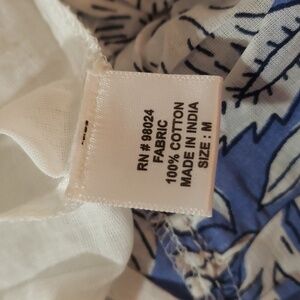 RN # 98024
FABRIC
100% COTTON
MADE IN INDIA
SIZE : M